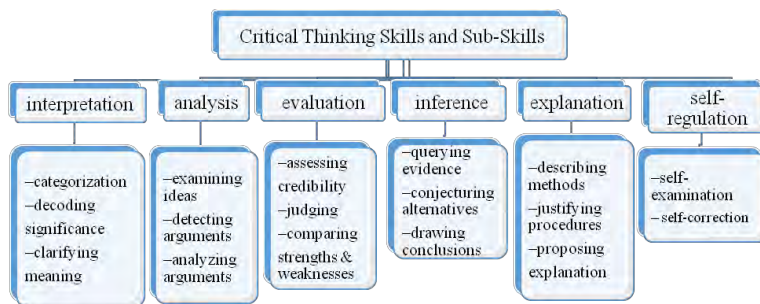 Critical Thinking Skills and Sub-Skills
interpretation
analysis
evaluation
inference
explanation
self-
regulation
–categorization
–decoding
significance
–clarifying
meaning
–examining
ideas
–detecting
arguments
–analyzing
arguments
–assessing
credibility
–judging
–comparing
strengths &
weaknesses
–querying
evidence
–conjecturing
alternatives
–drawing
conclusions
–describing
methods
–justifying
procedures
–proposing
explanation
–self-
examination
–self-correction